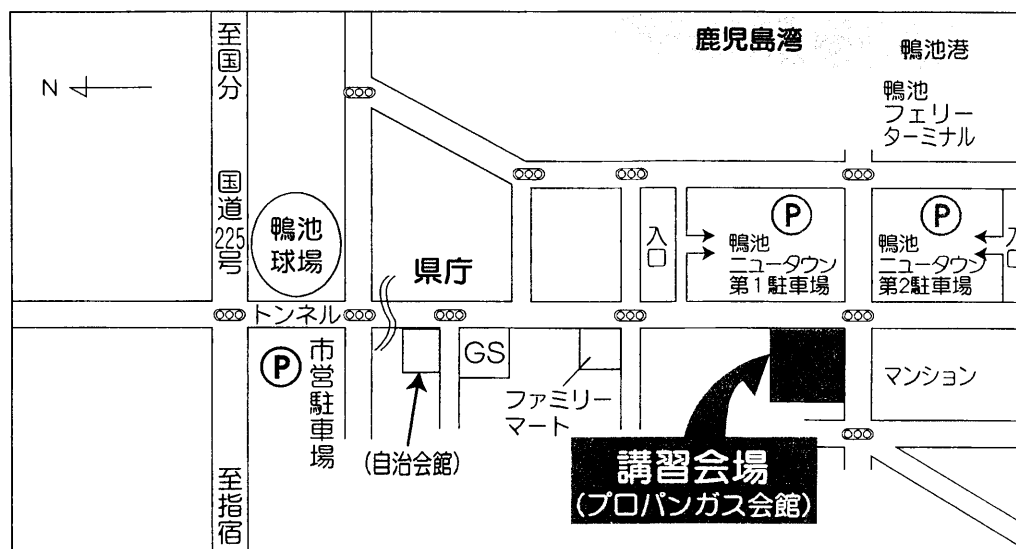 至国分
国道225号
至指宿
N
鹿児島湾
鴨池港
鴨池
フェリー
ターミナル
鴨池
球場
県庁
入口
P
鴨池
ニュータウン
第1駐車場
P
鴨池
ニュータウン
第2駐車場
入口
トンネル
P
市営駐車場
GS
ファミリー
マート
(自治会館)
マンション
講習会場
(プロパンガス会館)